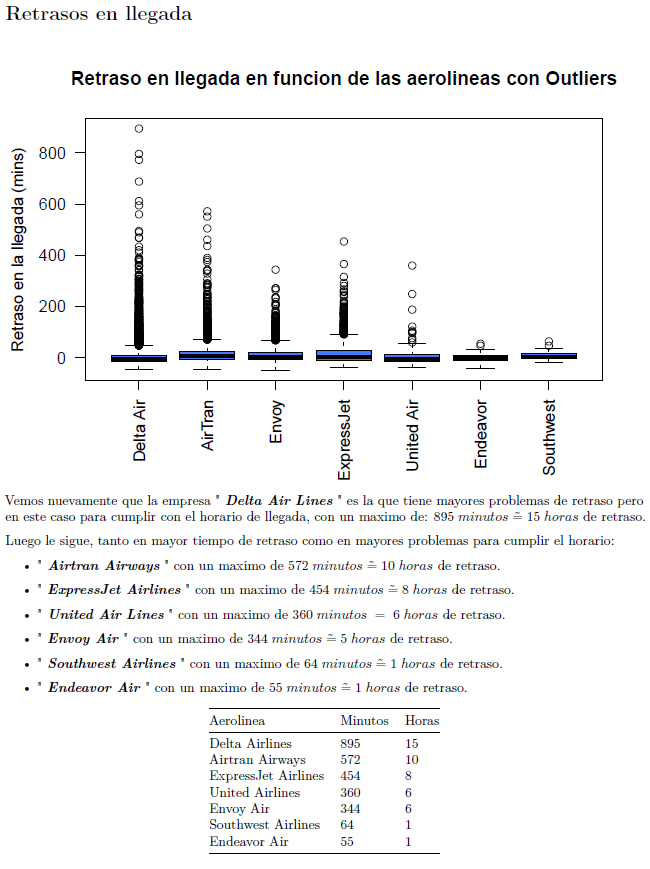 Retrasos en llegada
Retraso en llegada en funcion de las aerolineas con Outliers
Retraso en la llegada (mins)
800
600
400
200
0
Delta Air
AirTran
Envoy
ExpressJet
United Air
Endeavor
Southwest
Vemos nuevamente que la empresa " Delta Air Lines " es la que tiene mayores problemas de retraso pero
en este caso para cumplir con el horario de llegada, con un maximo de: 895 minutos ≅ 15 horas de retraso.
Luego le sigue, tanto en mayor tiempo de retraso como en mayores problemas para cumplir el horario:
• " Airtran Airways " con un maximo de 572 minutos ≅ 10 horas de retraso.
• " ExpressJet Airlines " con un maximo de 454 minutos ≅ 8 horas de retraso.
• " United Air Lines " con un maximo de 360 minutos = 6 horas de retraso.
• " Envoy Air " con un maximo de 344 minutos ≅ 5 horas de retraso.
• " Southwest Airlines " con un maximo de 64 minutos ≅ 1 horas de retraso.
• " Endeavor Air " con un maximo de 55 minutos ≅ 1 horas de retraso.
Aerolinea Minutos Horas
Delta Airlines 895 15
Airtran Airways 572 10
ExpressJet Airlines 454 8
United Airlines 360 6
Envoy Air 344 6
Southwest Airlines 64 1
Endeavor Air 55 1